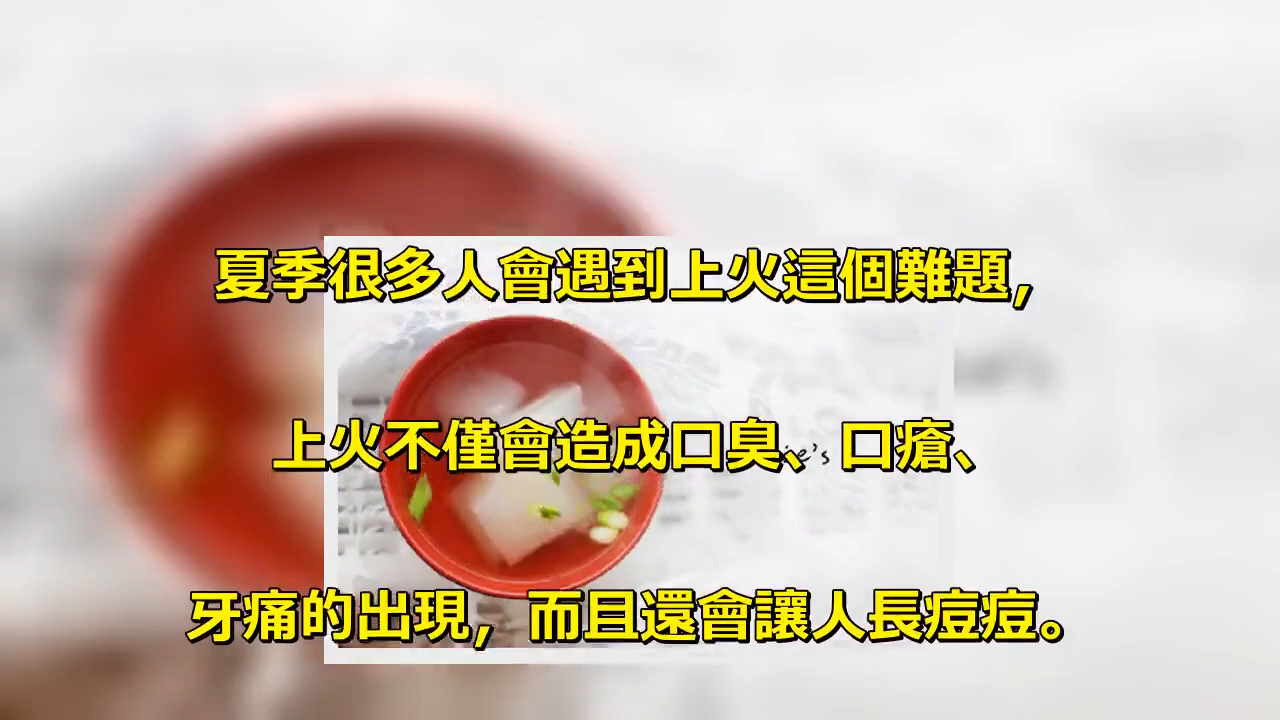 夏季很多人會遇到上火這個難題，
上火不僅會造成口臭、口瘡、
牙痛的出現，而且還會讓人長痘痘。